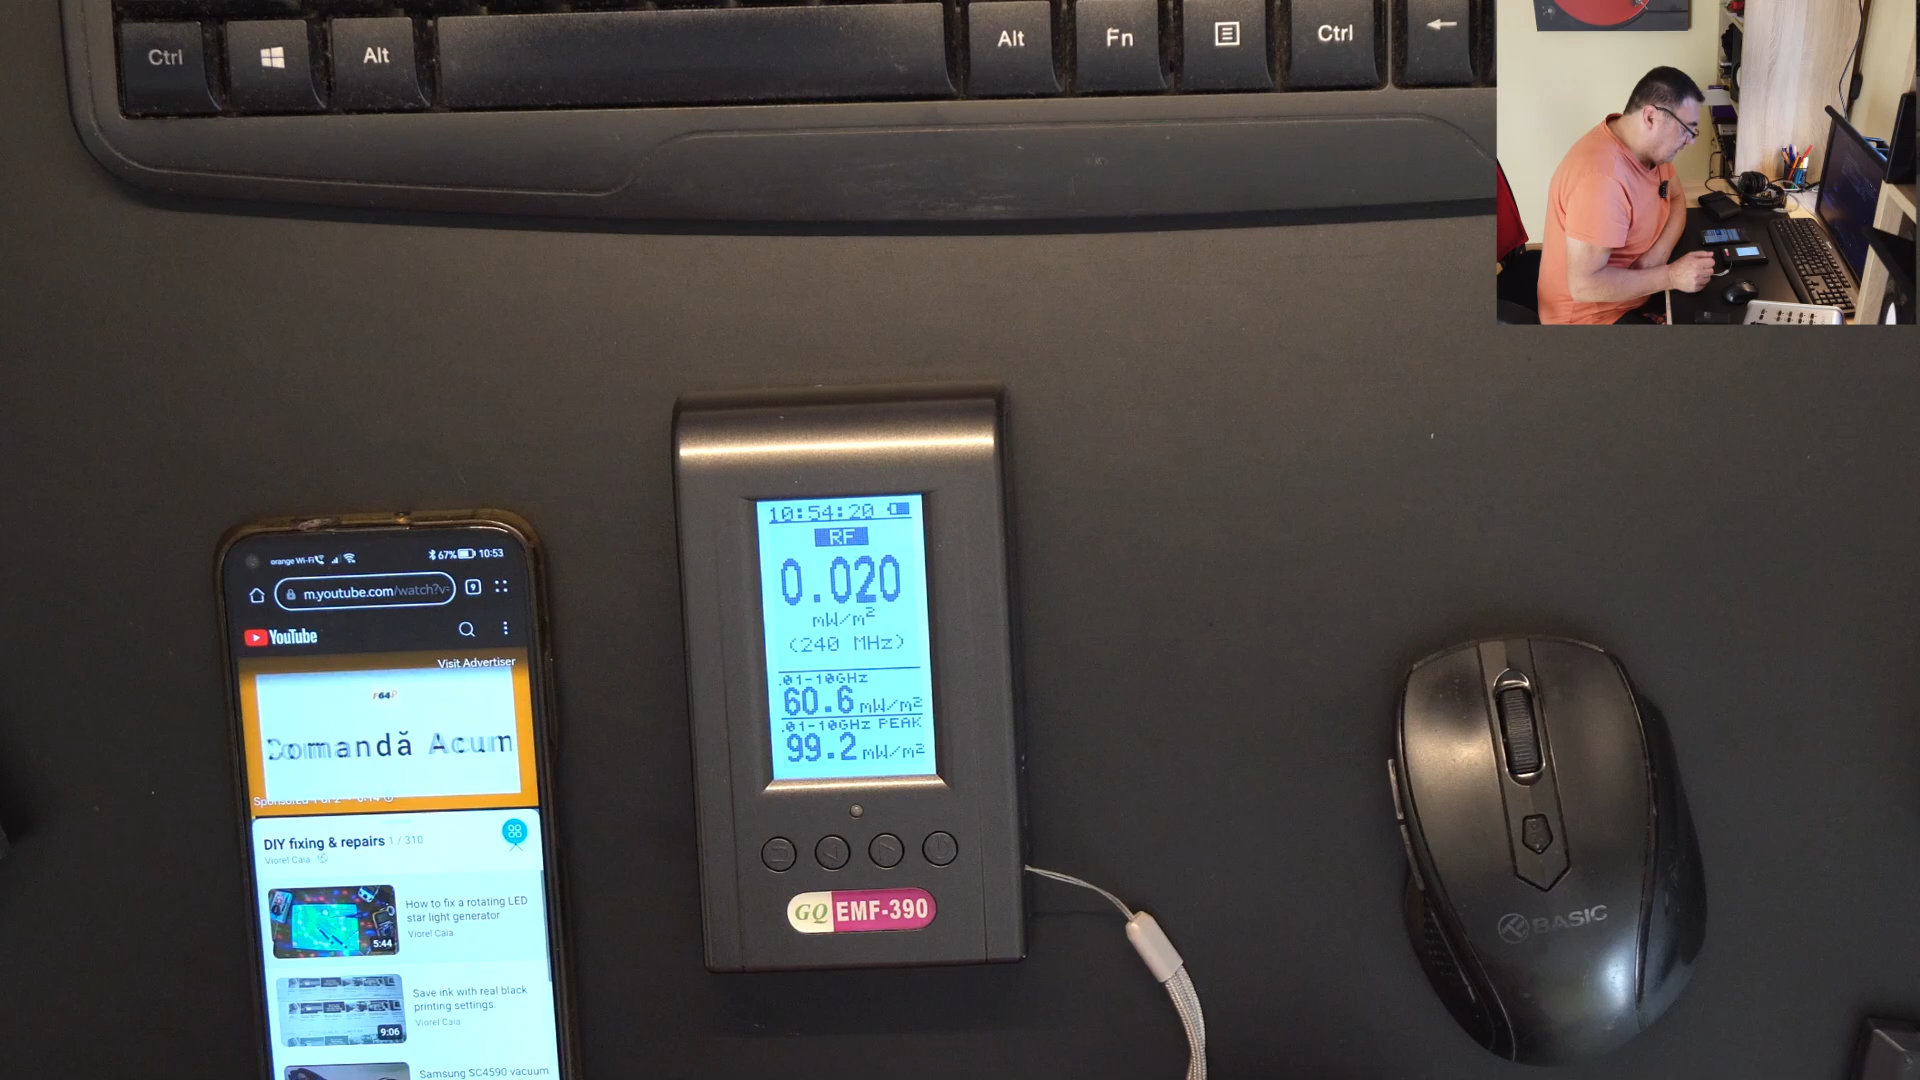 Ctrl
Alt
Alt
Fn
Ctrl
10:54:20
RF
0.020
mW/m²
(240 MHz)
.01-10GHz
60.6 mW/m²
.01-10GHz PEAK
99.2 mW/m²
GQ EMF-390
orange Wi-Fi
67% 10:53
m.youtube.com/watch?v=
9
YouTube
Visit Advertiser
F64
Comandă Acum
DIY fixing & repairs 1 / 310
Viorel Caia
How to fix a rotating LED
star light generator
Viorel Caia
5:44
Save ink with real black
printing settings.
Viorel Caia
9:06
Samsung SC4590 vacuum
BASIC